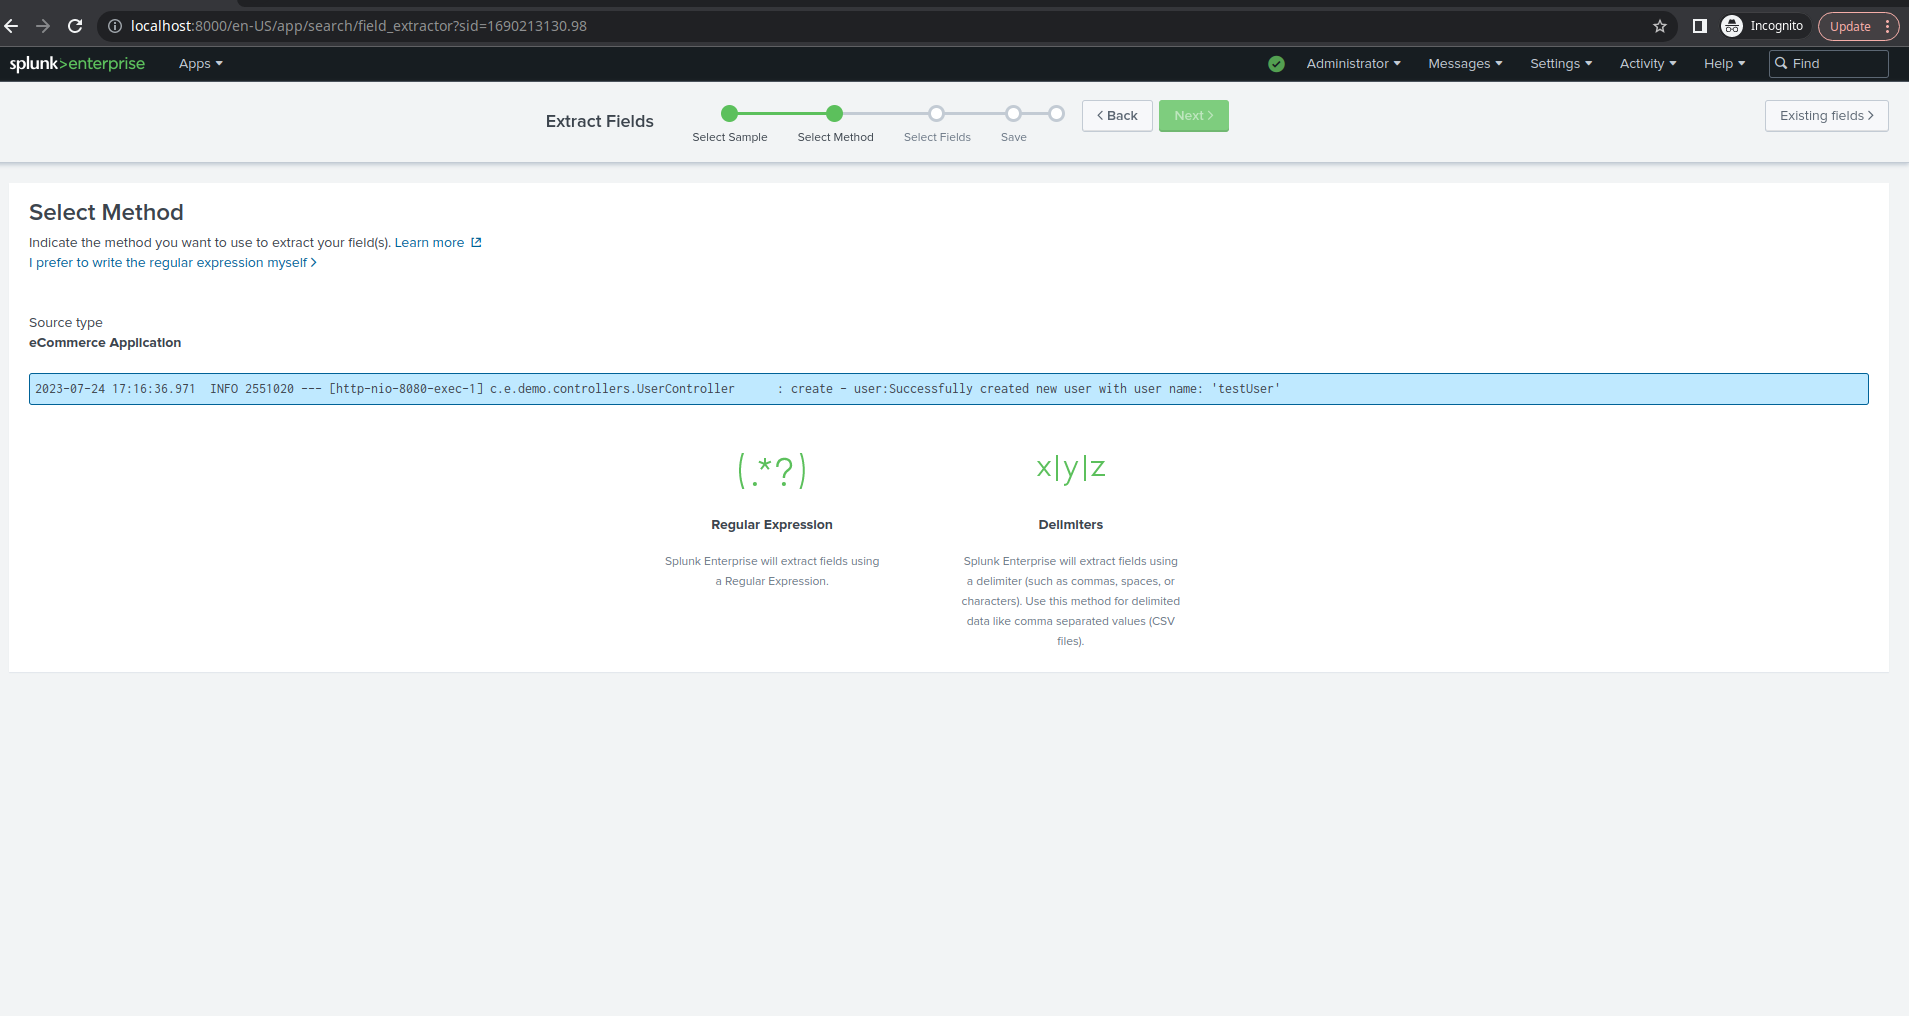 localhost:8000/en-US/app/search/field_extractor?sid=1690213130.98
Incognito
Update
splunk>enterprise Apps Administrator Messages Settings Activity Help Find
Extract Fields
Select Sample Select Method Select Fields Save
< Back Next > Existing fields >
Select Method
Indicate the method you want to use to extract your field(s). Learn more
I prefer to write the regular expression myself >
Source type
eCommerce Application
2023-07-24 17:16:36.971  INFO 2551020 --- [http-nio-8080-exec-1] c.e.demo.controllers.UserController      : create - user:Successfully created new user with user name: 'testUser'
(.*?)
Regular Expression
Splunk Enterprise will extract fields using
a Regular Expression.
x|y|z
Delimiters
Splunk Enterprise will extract fields using
a delimiter (such as commas, spaces, or
characters). Use this method for delimited
data like comma separated values (CSV
files).